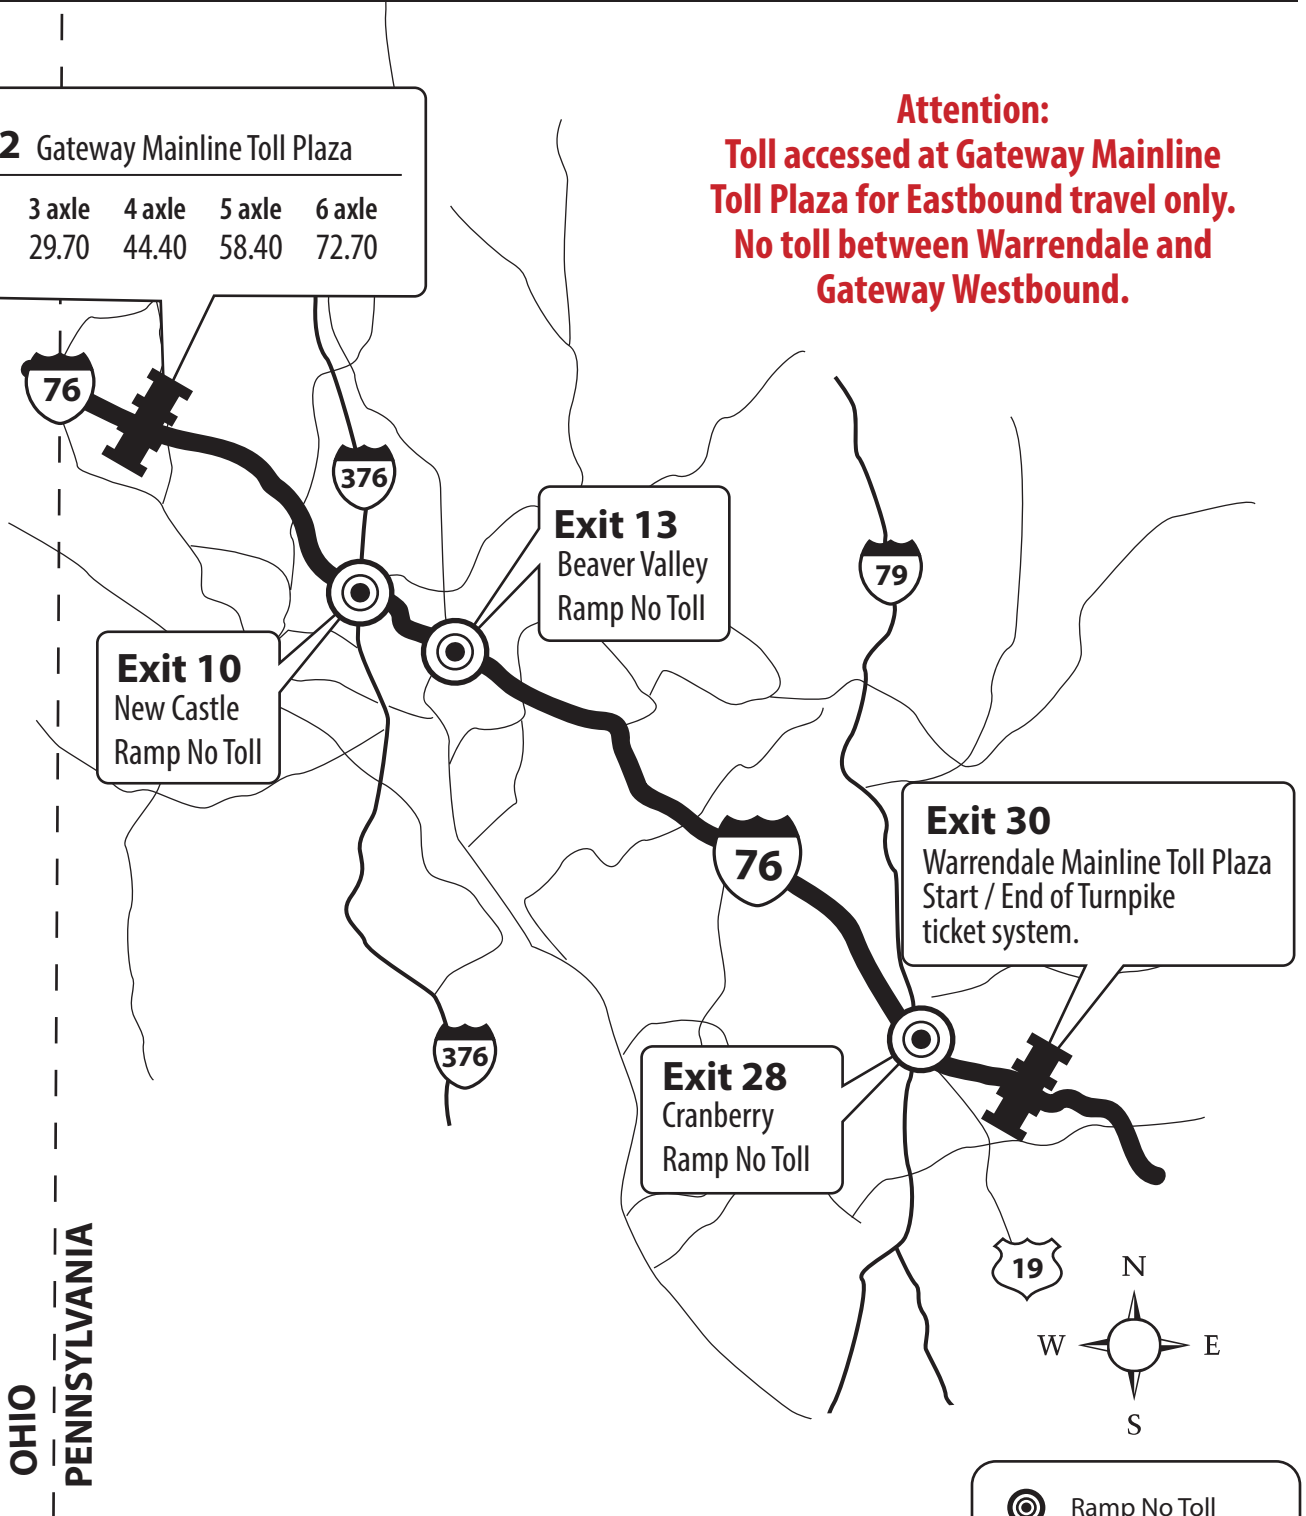 2 Gateway Mainline Toll Plaza
3 axle 4 axle 5 axle 6 axle
29.70 44.40 58.40 72.70
Attention:
Toll accessed at Gateway Mainline
Toll Plaza for Eastbound travel only.
No toll between Warrendale and
Gateway Westbound.
76
376
Exit 13
Beaver Valley
Ramp No Toll
79
Exit 10
New Castle
Ramp No Toll
Exit 30
Warrendale Mainline Toll Plaza
Start / End of Turnpike
ticket system.
76
376
Exit 28
Cranberry
Ramp No Toll
19
N
W E
S
OHIO
PENNSYLVANIA
Ramp No Toll